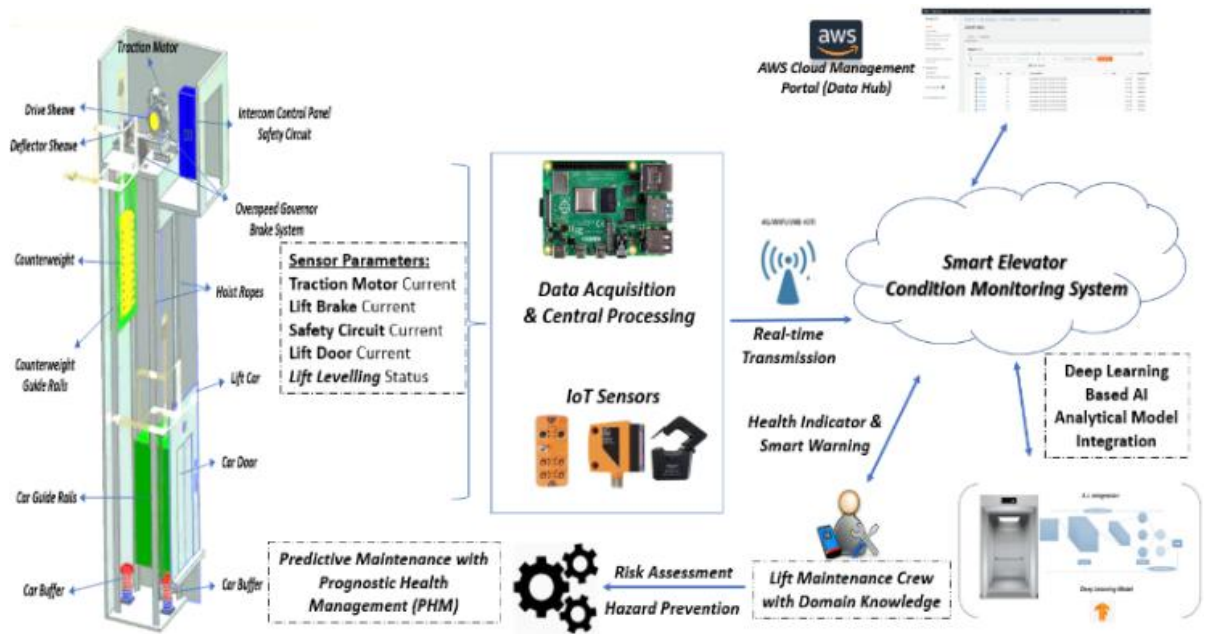 Traction Motor
Drive Sheave
Deflector Sheave
Intercom Control Panel
Safety Circuit
Overspeed Governor
Brake System
Counterweight
Hoist Ropes
Counterweight
Guide Rails
Lift Car
Car Door
Car Guide Rails
Car Buffer
Car Buffer
Sensor Parameters:
Traction Motor Current
Lift Brake Current
Safety Circuit Current
Lift Door Current
Lift Levelling Status
Data Acquisition
& Central Processing
IoT Sensors
Real-time
Transmission
aws
AWS Cloud Management
Portal (Data Hub)
Smart Elevator
Condition Monitoring System
Deep Learning
Based AI
Analytical Model
Integration
Health Indicator &
Smart Warning
A.I. Integration
Deep Learning Model
Lift Maintenance Crew
with Domain Knowledge
Risk Assessment
Hazard Prevention
Predictive Maintenance with
Prognostic Health
Management (PHM)